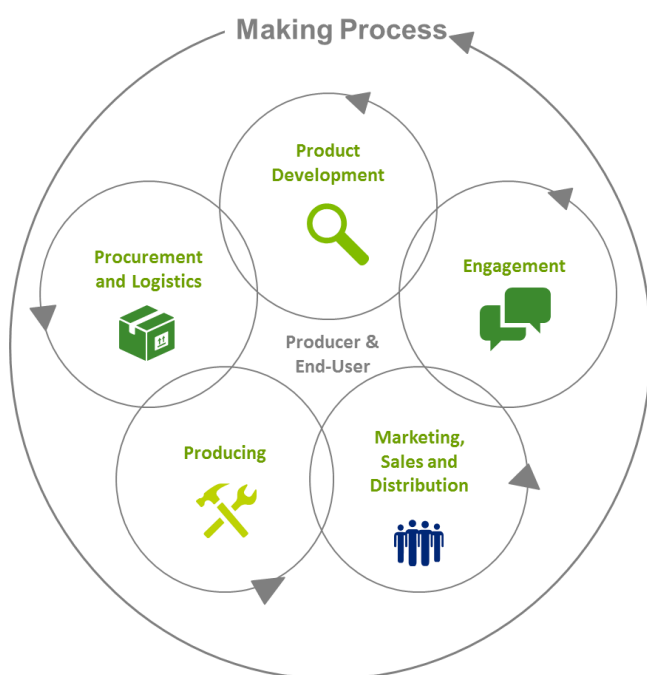 Making Process
Product
Development
Procurement
and Logistics
Engagement
Producer &
End-User
Producing
Marketing,
Sales and
Distribution